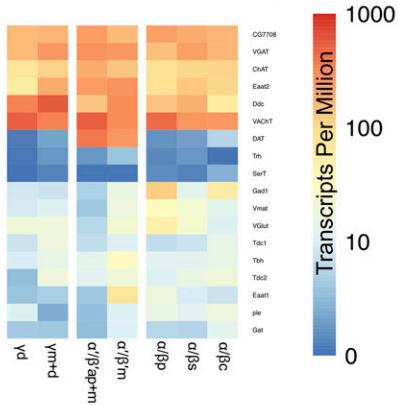 CG7708
VGAT
ChAT
Eaat2
Ddc
VAChT
DAT
Trh
SerT
Gad1
Vmat
VGlut
Tdc1
Tbh
Tdc2
Eaat1
ple
Gat
γd
γm+d
α'/β'ap+m
α'/β'm
α/βp
α/βs
α/βc
1000
100
10
0
Transcripts Per Million